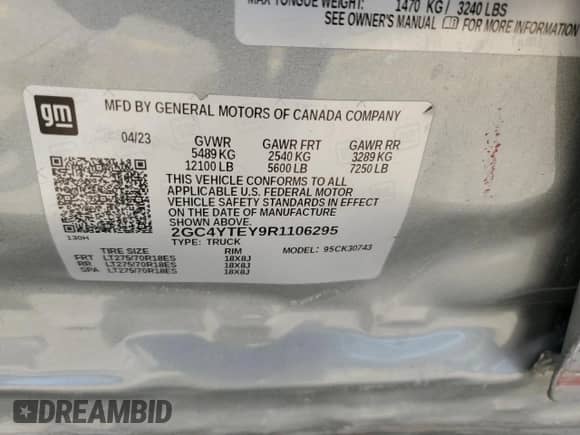 MAX TONGUE WEIGHT: 1470 KG / 3240 LBS
SEE OWNER'S MANUAL FOR MORE INFORMATION
gm
MFD BY GENERAL MOTORS OF CANADA COMPANY
04/23 GVWR GAWR FRT GAWR RR
5489 KG 2540 KG 3289 KG
12100 LB 5600 LB 7250 LB
THIS VEHICLE CONFORMS TO ALL
APPLICABLE U.S. FEDERAL MOTOR
VEHICLE SAFETY STANDARDS IN EFFECT
ON THE DATE OF MANUFACTURE
SHOWN ABOVE.
2GC4YTEY9R1106295
TYPE: TRUCK MODEL: 95CK30743
130H
TIRE SIZE RIM
FRT LT275/70R18ES 18X8J
RR LT275/70R18ES 18X8J
SPA LT275/70R18ES 18X8J
DREAMBID